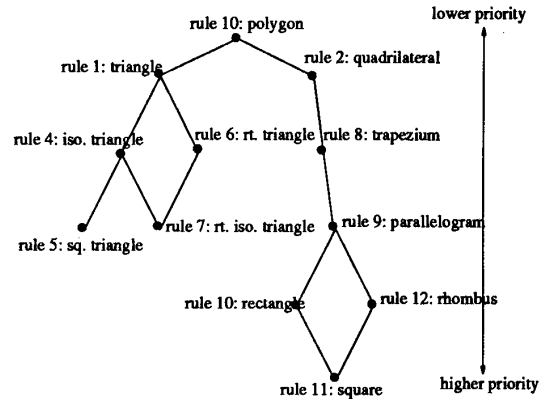 lower priority
rule 10: polygon
rule 1: triangle
rule 2: quadrilateral
rule 4: iso. triangle
rule 6: rt. triangle
rule 8: trapezium
rule 5: sq. triangle
rule 7: rt. iso. triangle
rule 9: parallelogram
rule 10: rectangle
rule 12: rhombus
rule 11: square
higher priority